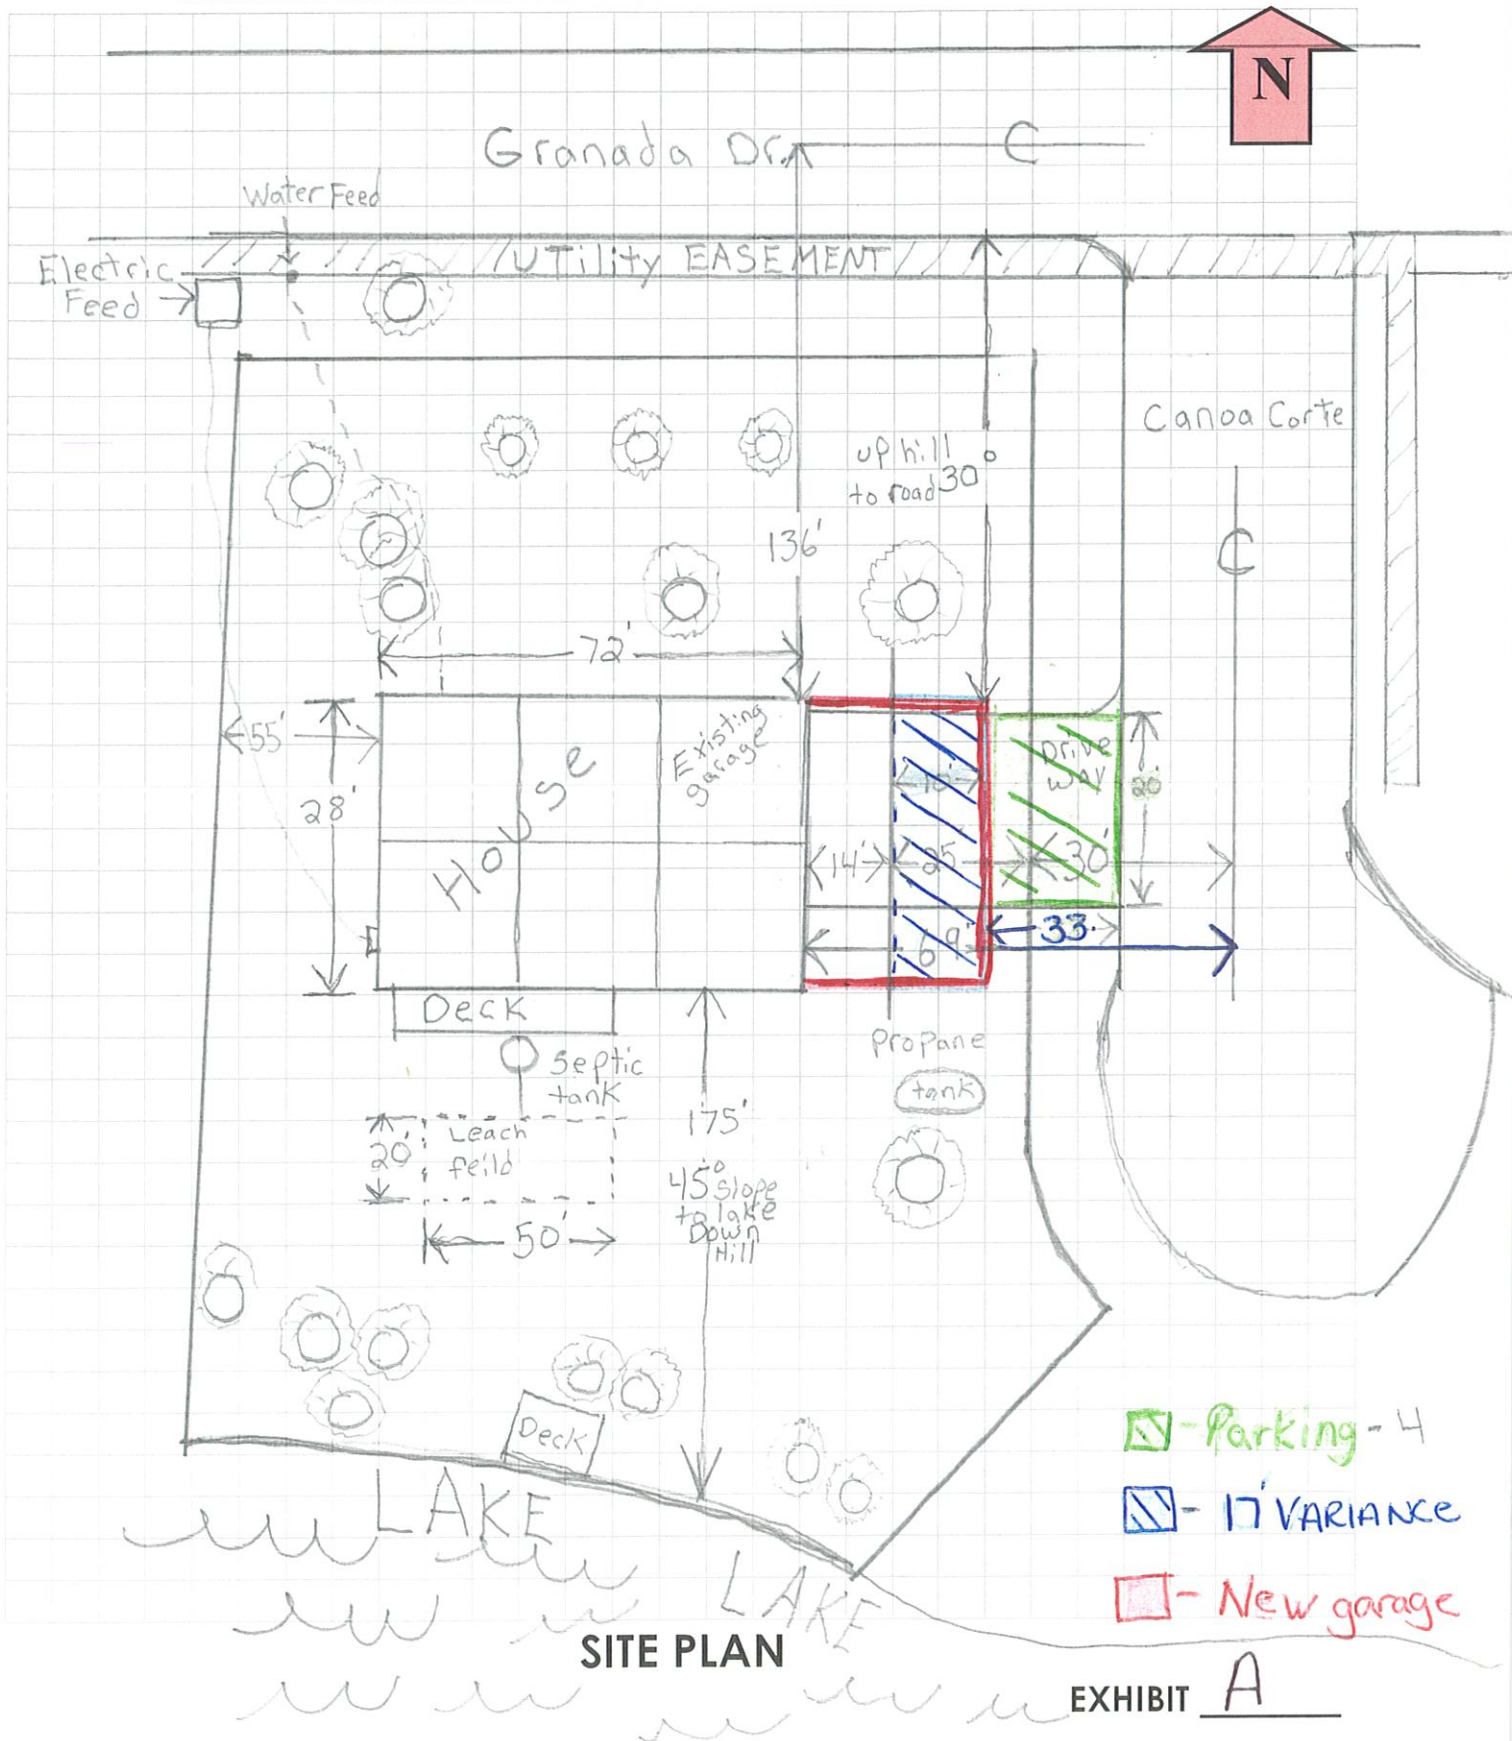 N
Granada Dr.
C
Water Feed
UTility EASEMENT
Electric
Feed
Canoa Corte
up hill
to road 30°
136'
C
72'
Existing
garage
55'
House
28'
Drive
way
10'
20'
14'
25'
30'
33'
69'
Deck
Septic
tank
Propane
tank
Leach
feild
20'
50'
175'
45°
Slope
to lake
Down
Hill
Deck
LAKE
LAKE
- Parking - 4
- 17' VARIANCE
- New garage
SITE PLAN
EXHIBIT A